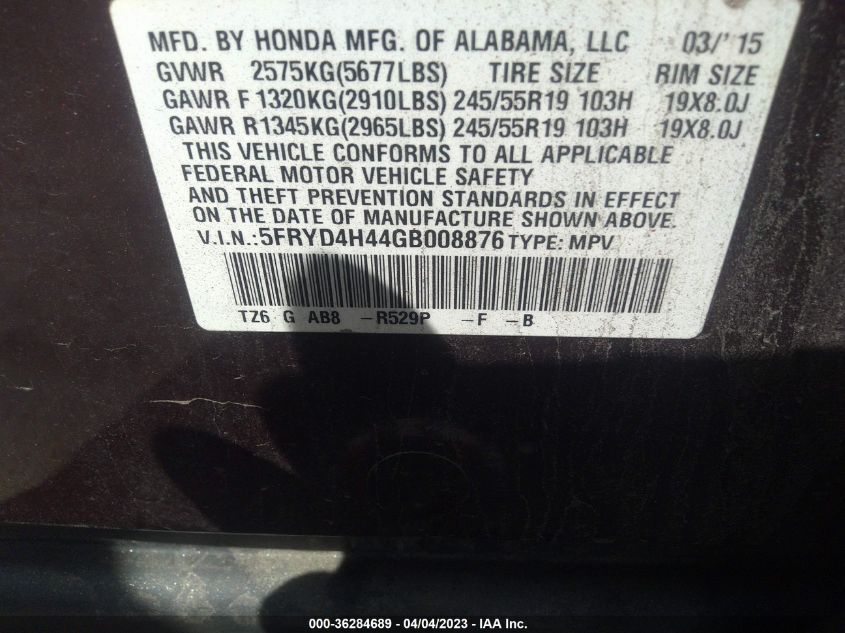 MFD. BY HONDA MFG. OF ALABAMA, LLC 03/'15
GVWR 2575KG(5677LBS) TIRE SIZE RIM SIZE
GAWR F1320KG(2910LBS) 245/55R19 103H 19X8.0J
GAWR R1345KG(2965LBS) 245/55R19 103H 19X8.0J
THIS VEHICLE CONFORMS TO ALL APPLICABLE
FEDERAL MOTOR VEHICLE SAFETY
AND THEFT PREVENTION STANDARDS IN EFFECT
ON THE DATE OF MANUFACTURE SHOWN ABOVE.
V.I.N.:5FRYD4H44GB008876 TYPE: MPV
TZ6 G AB8 -R529P -F -B
000-36284689 - 04/04/2023 - IAA Inc.